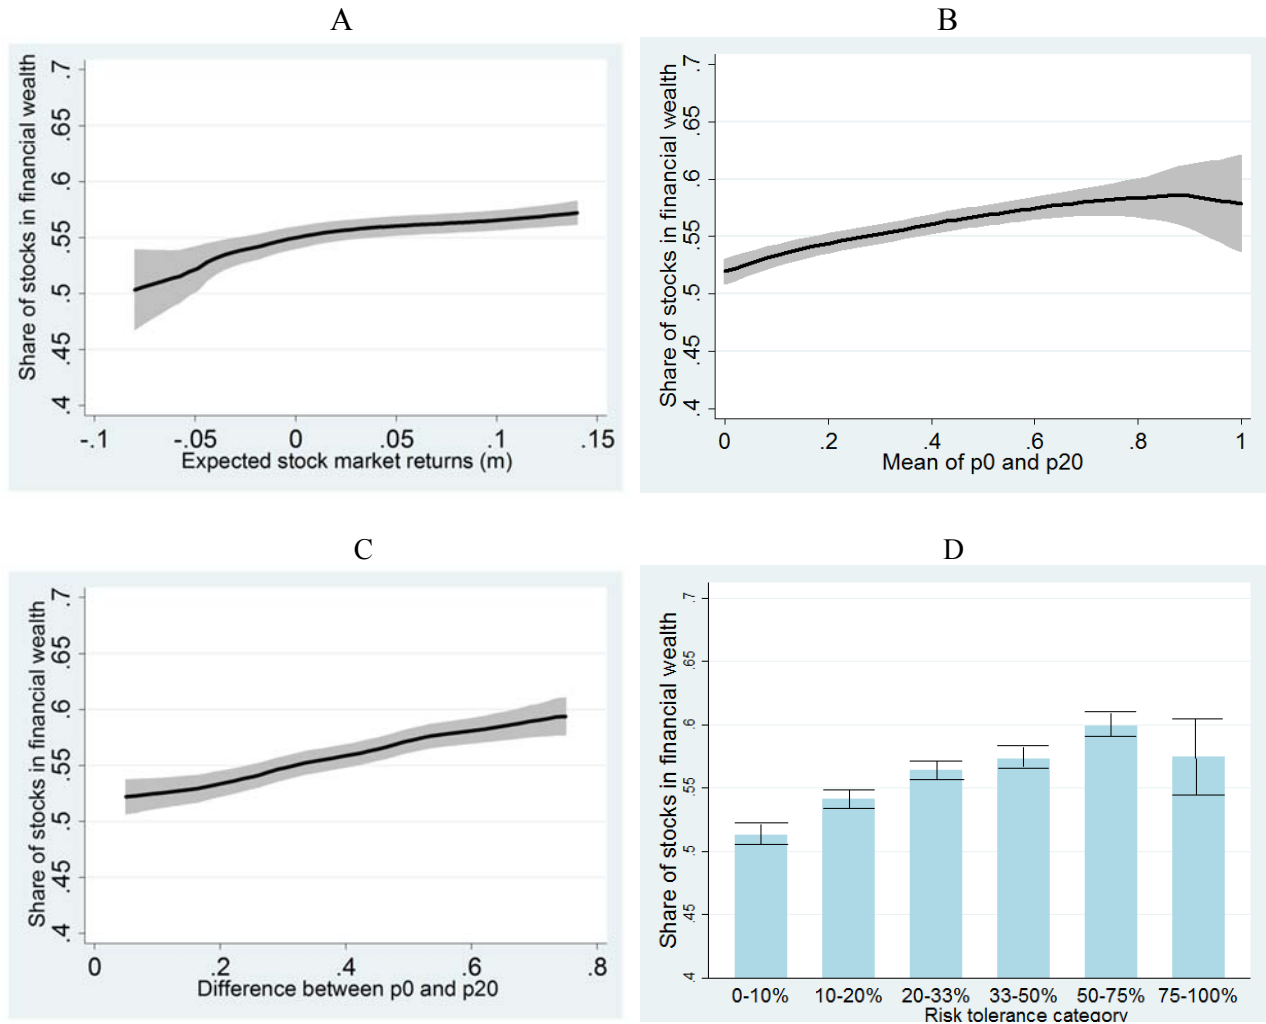 A
Share of stocks in financial wealth
.7
.65
.6
.55
.5
.45
.4
-.1 -.05 0 .05 .1 .15
Expected stock market returns (m)
B
Share of stocks in financial wealth
.7
.65
.6
.55
.5
.45
.4
0 .2 .4 .6 .8 1
Mean of p0 and p20
C
Share of stocks in financial wealth
.7
.65
.6
.55
.5
.45
.4
0 .2 .4 .6 .8
Difference between p0 and p20
D
Share of stocks in financial wealth
.7
.65
.6
.55
.5
.45
.4
0-10% 10-20% 20-33% 33-50% 50-75% 75-100%
Risk tolerance category